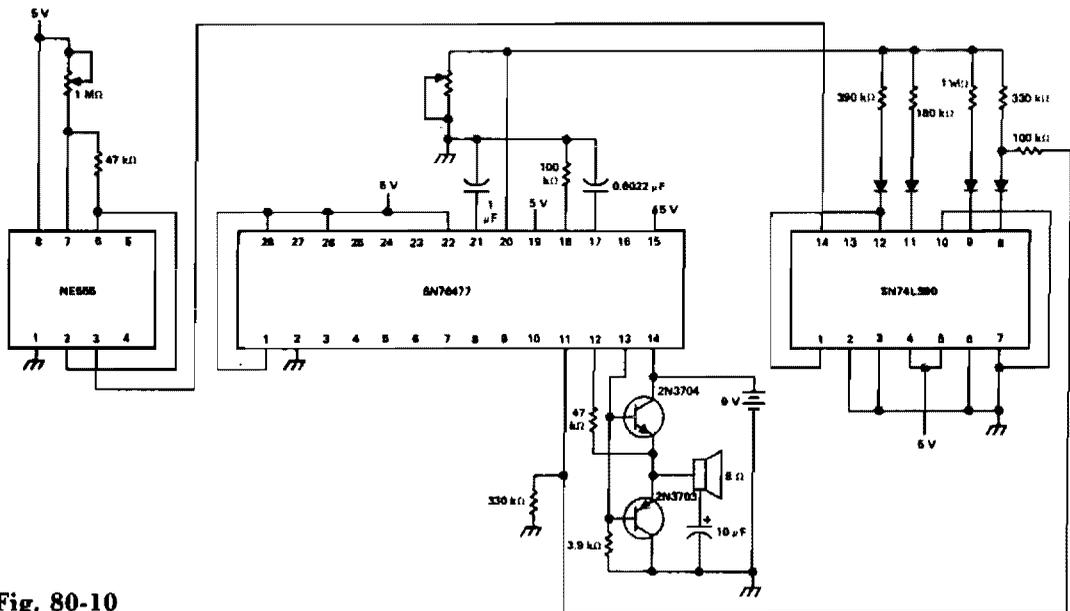 5 V
1 MΩ
47 kΩ
8 7 6 5
NE555
1 2 3 4
5 V
1 µF
100 kΩ
5 V
0.0022 µF
5 V
28 27 26 25 24 23 22 21 20 19 18 17 16 15
SN76477
1 2 3 4 5 6 7 8 9 10 11 12 13 14
390 kΩ
180 kΩ
1 MΩ
330 kΩ
100 kΩ
14 13 12 11 10 9 8
1 2 3 4 5 6 7
5 V
2N3704
9 V
47 kΩ
8 Ω
2N3703
330 kΩ
3.9 kΩ
+
10 µF
Fig. 80-10